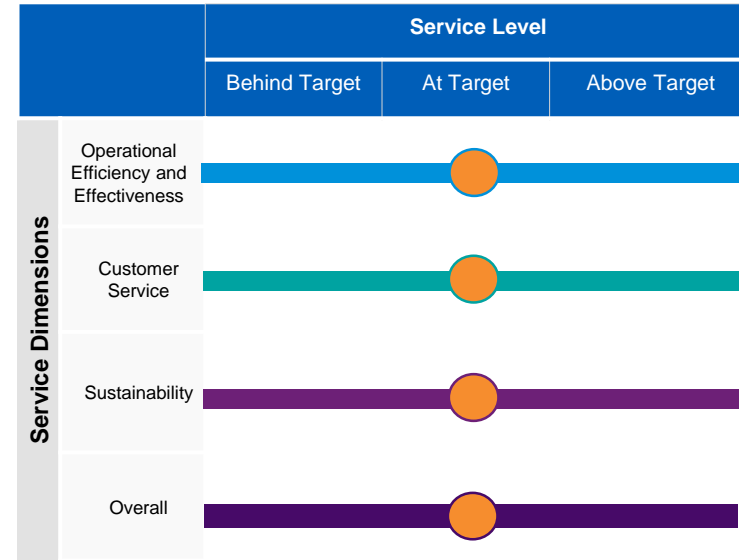 Service Level
Behind Target
At Target
Above Target
Service Dimensions
Operational
Efficiency and
Effectiveness
Customer
Service
Sustainability
Overall